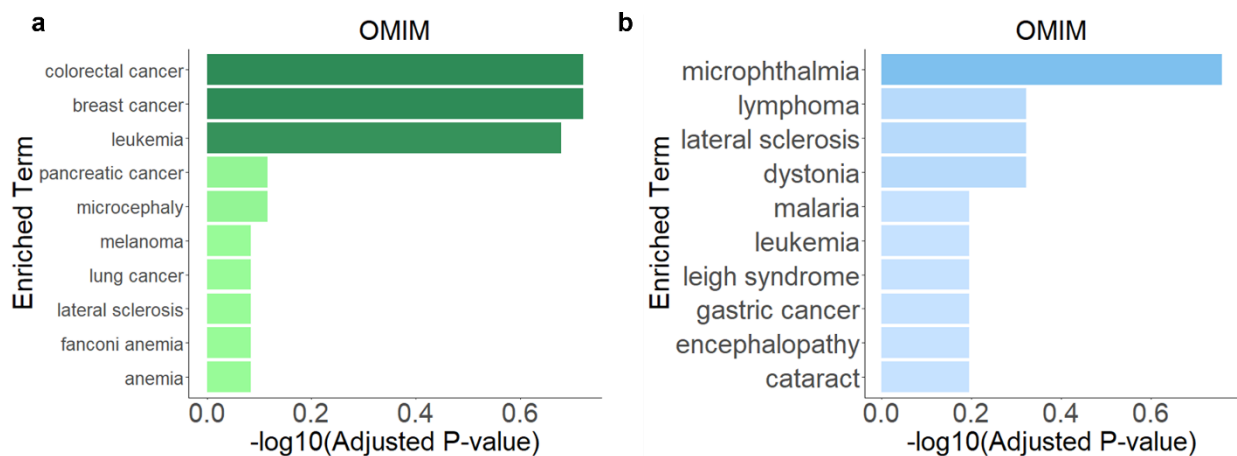 a
OMIM
Enriched Term
colorectal cancer
breast cancer
leukemia
pancreatic cancer
microcephaly
melanoma
lung cancer
lateral sclerosis
fanconi anemia
anemia
0.0 0.2 0.4 0.6
-log10(Adjusted P-value)
b
OMIM
Enriched Term
microphthalmia
lymphoma
lateral sclerosis
dystonia
malaria
leukemia
leigh syndrome
gastric cancer
encephalopathy
cataract
0.0 0.2 0.4 0.6
-log10(Adjusted P-value)